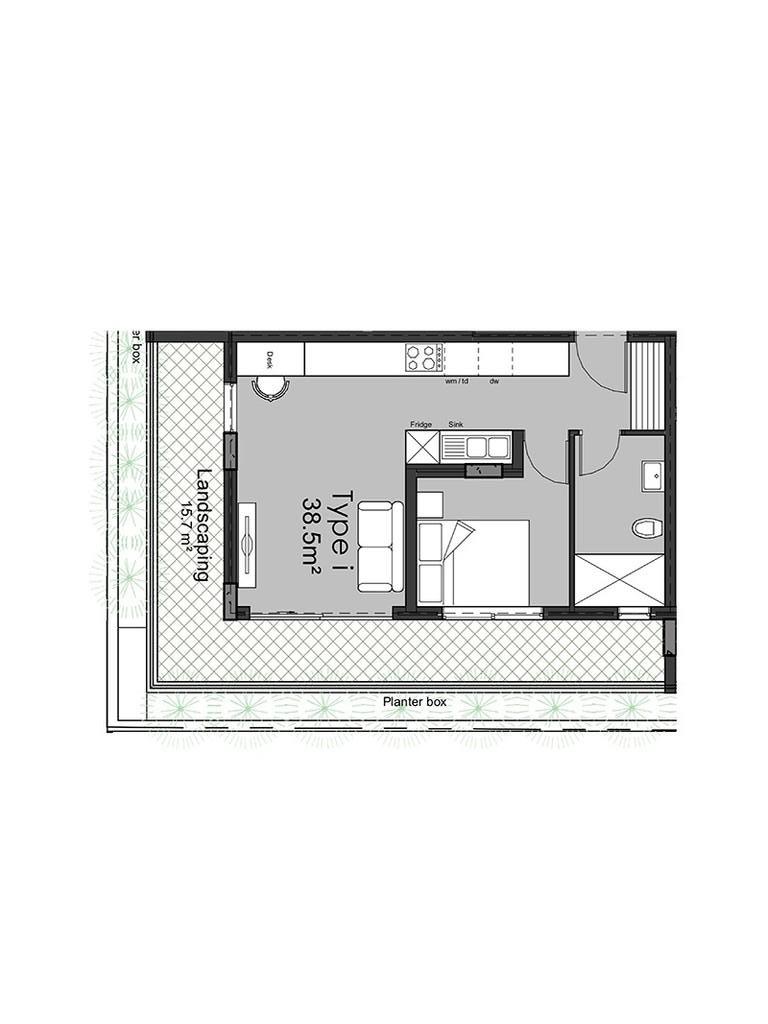 er box
Desk
wm / td
dw
Fridge
Sink
Type i
38.5m²
Landscaping
15.7 m²
Planter box